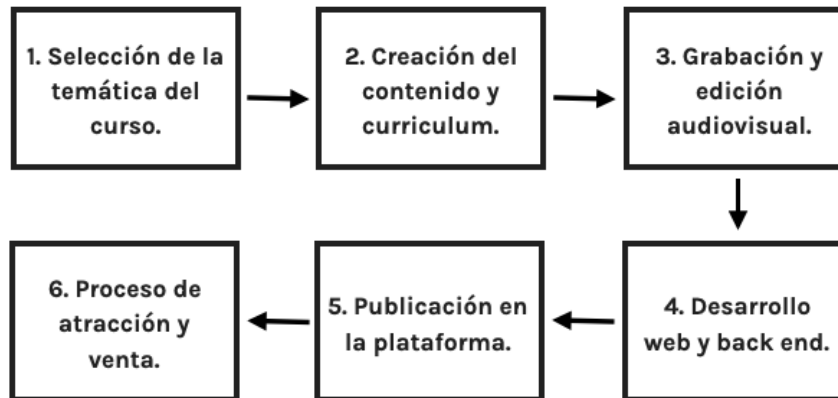 1. Selección de la
temática del
curso.
2. Creación del
contenido y
curriculum.
3. Grabación y
edición
audiovisual.
4. Desarrollo
web y back end.
5. Publicación en
la plataforma.
6. Proceso de
atracción y
venta.